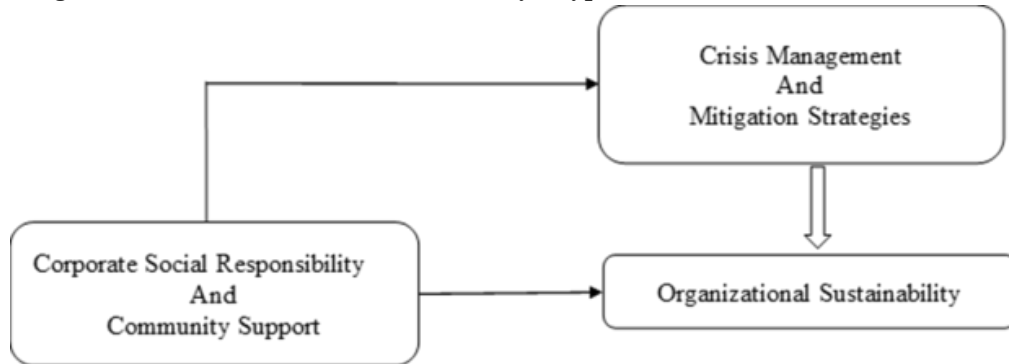 Crisis Management
And
Mitigation Strategies
Corporate Social Responsibility
And
Community Support
Organizational Sustainability